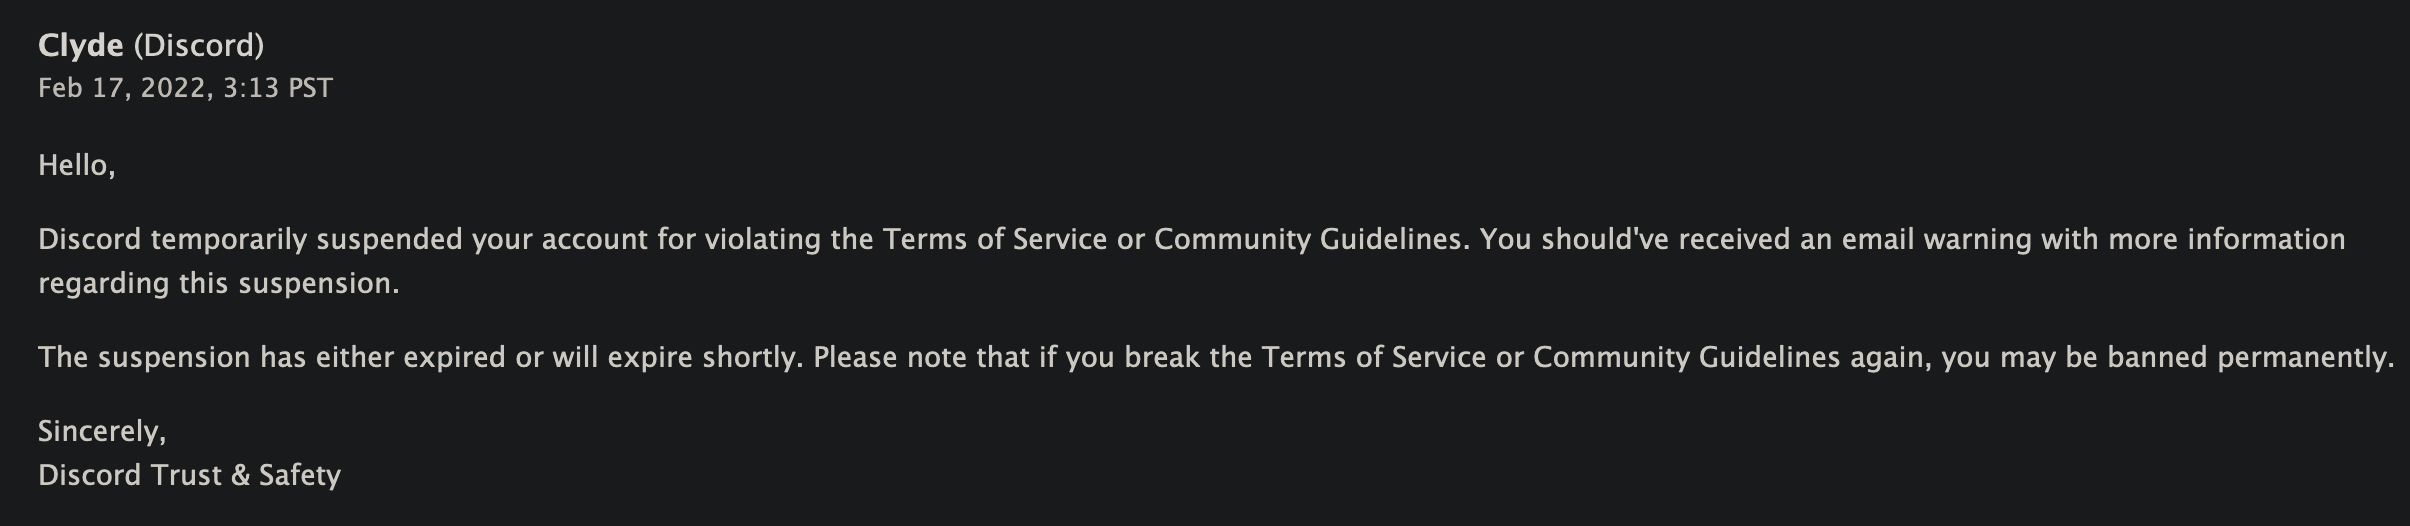 Clyde (Discord)
Feb 17, 2022, 3:13 PST
Hello,
Discord temporarily suspended your account for violating the Terms of Service or Community Guidelines. You should've received an email warning with more information
regarding this suspension.
The suspension has either expired or will expire shortly. Please note that if you break the Terms of Service or Community Guidelines again, you may be banned permanently.
Sincerely,
Discord Trust & Safety